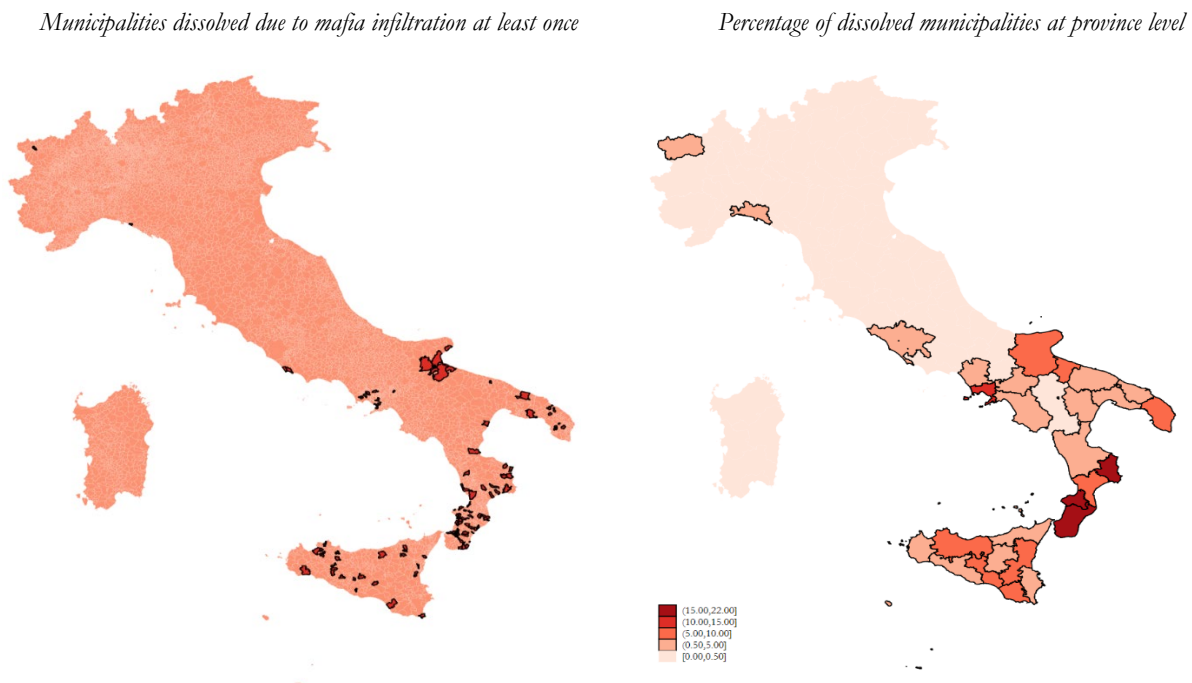 Municipalities dissolved due to mafia infiltration at least once
Percentage of dissolved municipalities at province level
(15.00,22.00]
(10.00,15.00]
(5.00,10.00]
(0.50,5.00]
[0.00,0.50]